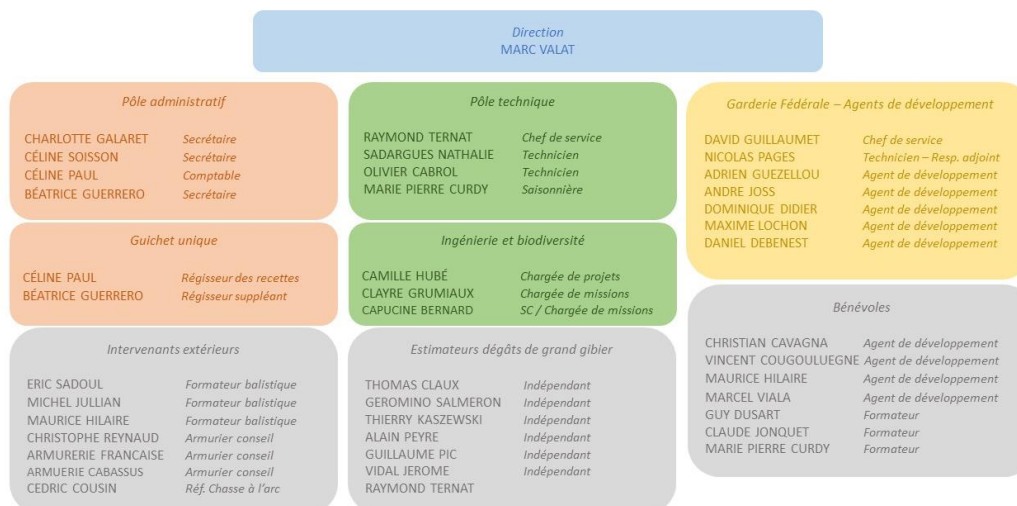 Direction
MARC VALAT
Pôle administratif
CHARLOTTE GALARET Secrétaire
CÉLINE SOISSON Secrétaire
CÉLINE PAUL Comptable
BÉATRICE GUERRERO Secrétaire
Guichet unique
CÉLINE PAUL Régisseur des recettes
BÉATRICE GUERRERO Régisseur suppléant
Intervenants extérieurs
ERIC SADOUL Formateur balistique
MICHEL JULLIAN Formateur balistique
MAURICE HILAIRE Formateur balistique
CHRISTOPHE REYNAUD Armurier conseil
ARMURERIE FRANCAISE Armurier conseil
ARMUERIE CABASSUS Armurier conseil
CEDRIC COUSIN Réf. Chasse à l'arc
Pôle technique
RAYMOND TERNAT Chef de service
SADARGUES NATHALIE Technicien
OLIVIER CABROL Technicien
MARIE PIERRE CURDY Saisonnière
Ingénierie et biodiversité
CAMILLE HUBÉ Chargée de projets
CLAYRE GRUMIAUX Chargée de missions
CAPUCINE BERNARD SC / Chargée de missions
Estimateurs dégâts de grand gibier
THOMAS CLAUX Indépendant
GEROMINO SALMERON Indépendant
THIERRY KASZEWSKI Indépendant
ALAIN PEYRE Indépendant
GUILLAUME PIC Indépendant
VIDAL JEROME Indépendant
RAYMOND TERNAT
Garderie Fédérale – Agents de développement
DAVID GUILLAUMET Chef de service
NICOLAS PAGES Technicien – Resp. adjoint
ADRIEN GUEZELLOU Agent de développement
ANDRE JOSS Agent de développement
DOMINIQUE DIDIER Agent de développement
MAXIME LOCHON Agent de développement
DANIEL DEBENEST Agent de développement
Bénévoles
CHRISTIAN CAVAGNA Agent de développement
VINCENT COUGOULUEGNE Agent de développement
MAURICE HILAIRE Agent de développement
MARCEL VIALA Agent de développement
GUY DUSART Formateur
CLAUDE JONQUET Formateur
MARIE PIERRE CURDY Formateur